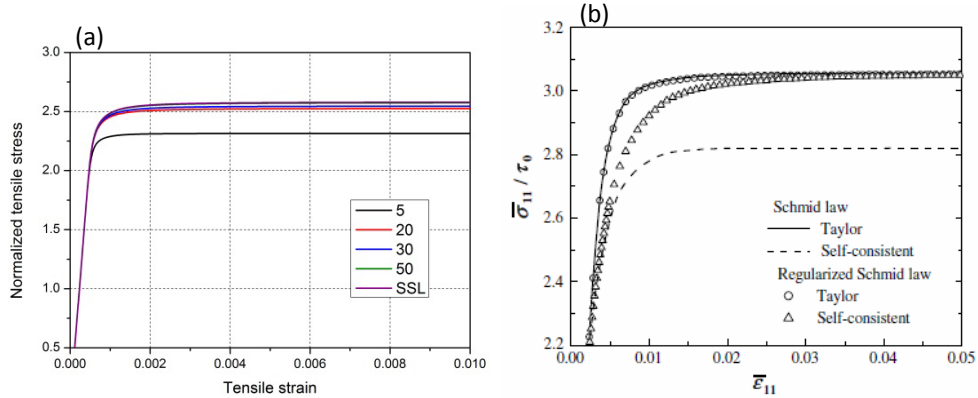 (a)
3.0
2.5
2.0
1.5
1.0
0.5
Normalized tensile stress
0.000 0.002 0.004 0.006 0.008 0.010
Tensile strain
5
20
30
50
SSL
(b)
3.2
3.0
2.8
2.6
2.4
2.2
σ̅₁₁ / τ₀
0.00 0.01 0.02 0.03 0.04 0.05
ε̅₁₁
Schmid law
Taylor
Self-consistent
Regularized Schmid law
Taylor
Self-consistent